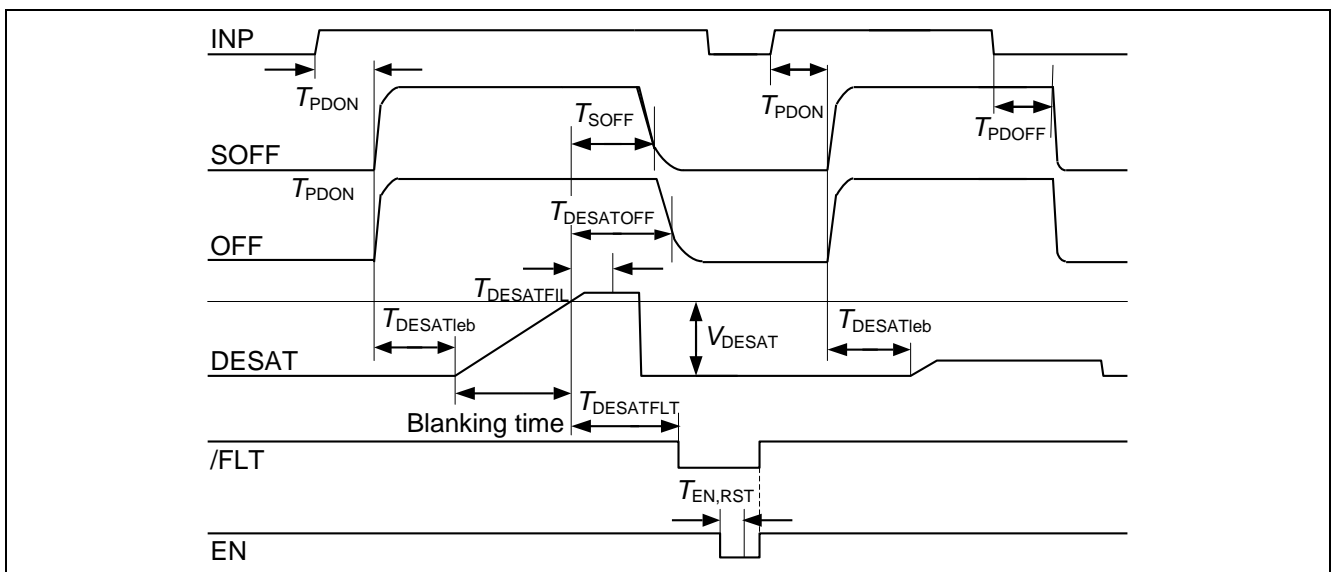 INP
TPDON
TPDON
TSOFF
TPDOFF
SOFF
TPDON
TDESATOFF
OFF
TDESATFIL
TDESATleb
VDESAT
TDESATleb
DESAT
TDESATFLT
Blanking time
/FLT
TEN,RST
EN